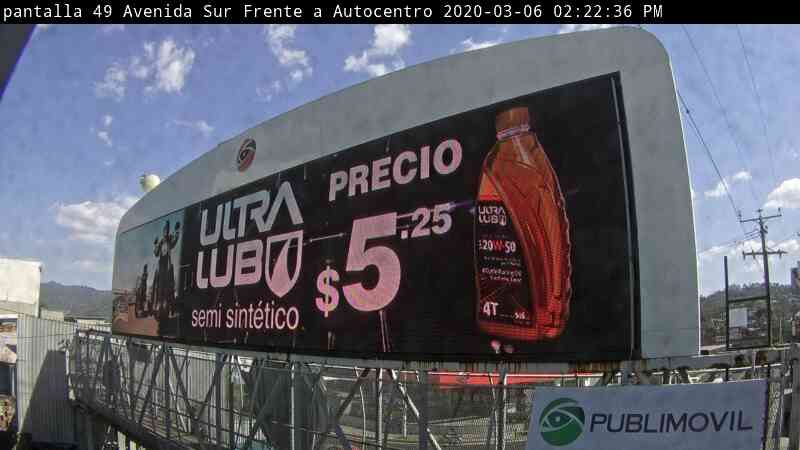 pantalla 49 Avenida Sur Frente a Autocentro 2020-03-06 02:22:36 PM
ULTRA
LUB
semi sintético
PRECIO
$5.25
ULTRA
LUB
20W-50
4T
PUBLIMOVIL